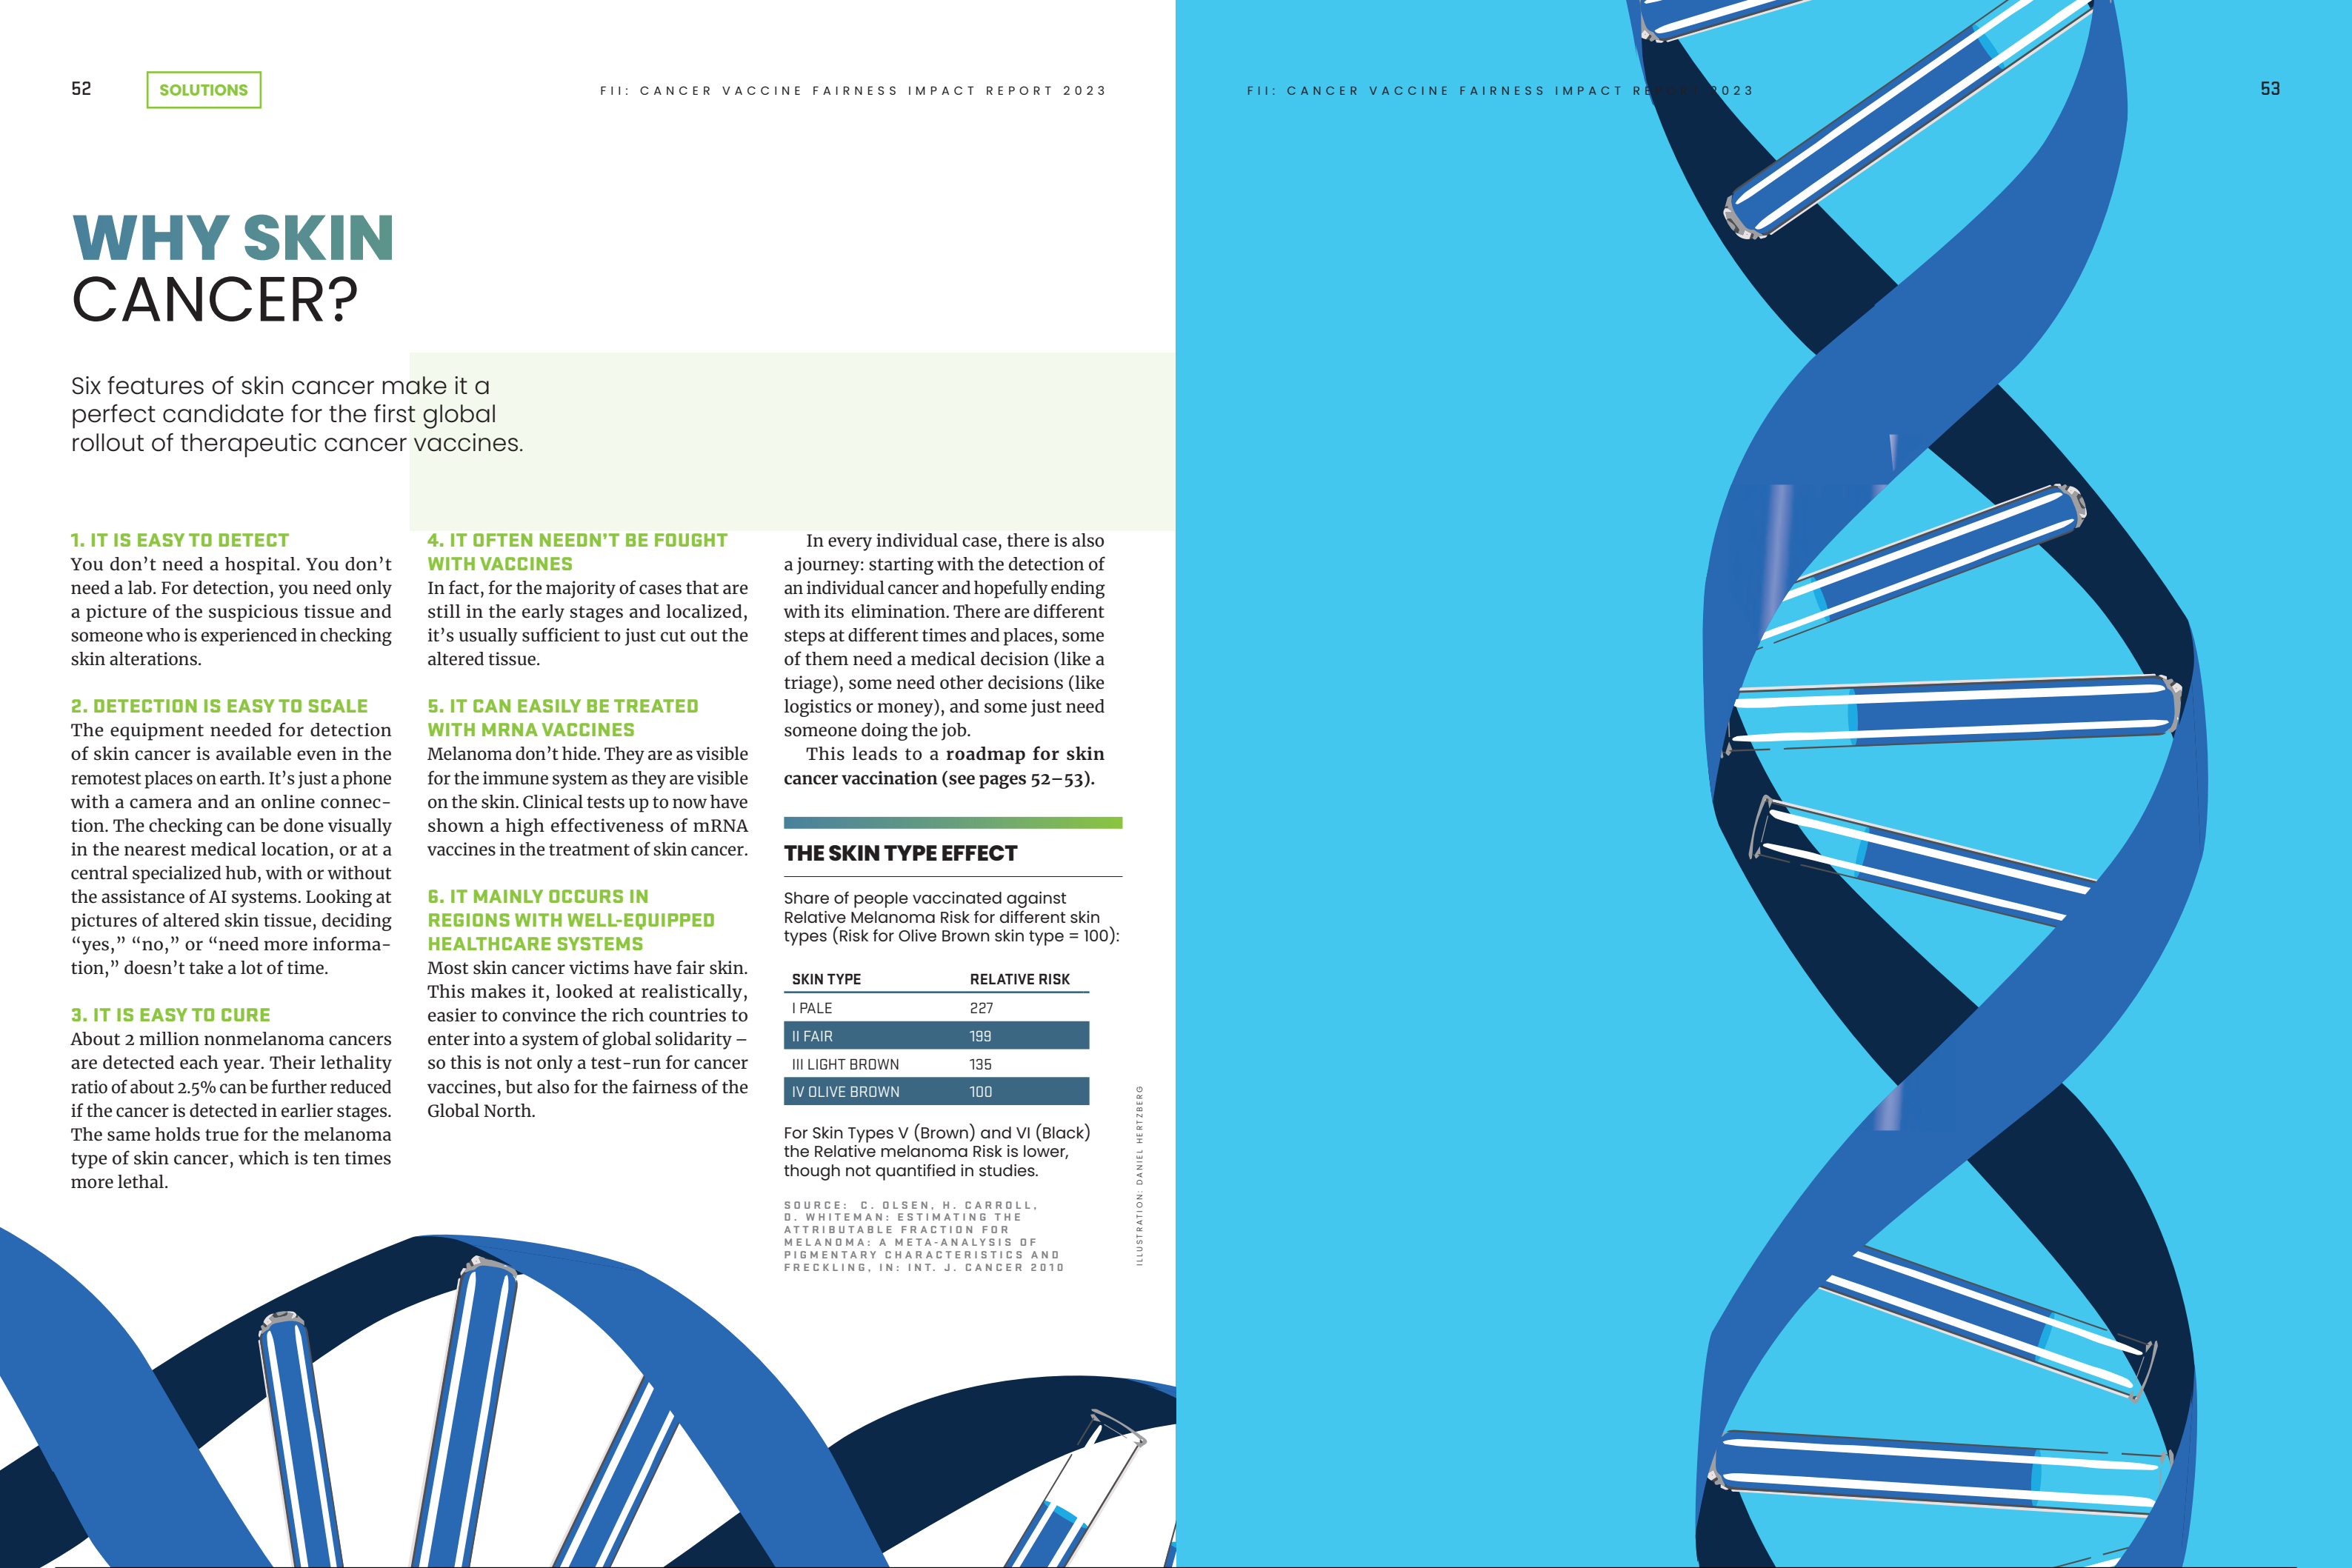 52
SOLUTIONS
FII: CANCER VACCINE FAIRNESS IMPACT REPORT 2023
WHY SKIN
CANCER?
Six features of skin cancer make it a
perfect candidate for the first global
rollout of therapeutic cancer vaccines.
1. IT IS EASY TO DETECT
You don’t need a hospital. You don’t
need a lab. For detection, you need only
a picture of the suspicious tissue and
someone who is experienced in checking
skin alterations.
2. DETECTION IS EASY TO SCALE
The equipment needed for detection
of skin cancer is available even in the
remotest places on earth. It’s just a phone
with a camera and an online connec-
tion. The checking can be done visually
in the nearest medical location, or at a
central specialized hub, with or without
the assistance of AI systems. Looking at
pictures of altered skin tissue, deciding
“yes,” “no,” or “need more informa-
tion,” doesn’t take a lot of time.
3. IT IS EASY TO CURE
About 2 million nonmelanoma cancers
are detected each year. Their lethality
ratio of about 2.5% can be further reduced
if the cancer is detected in earlier stages.
The same holds true for the melanoma
type of skin cancer, which is ten times
more lethal.
4. IT OFTEN NEEDN’T BE FOUGHT
WITH VACCINES
In fact, for the majority of cases that are
still in the early stages and localized,
it’s usually sufficient to just cut out the
altered tissue.
5. IT CAN EASILY BE TREATED
WITH MRNA VACCINES
Melanoma don’t hide. They are as visible
for the immune system as they are visible
on the skin. Clinical tests up to now have
shown a high effectiveness of mRNA
vaccines in the treatment of skin cancer.
6. IT MAINLY OCCURS IN
REGIONS WITH WELL-EQUIPPED
HEALTHCARE SYSTEMS
Most skin cancer victims have fair skin.
This makes it, looked at realistically,
easier to convince the rich countries to
enter into a system of global solidarity –
so this is not only a test-run for cancer
vaccines, but also for the fairness of the
Global North.
In every individual case, there is also
a journey: starting with the detection of
an individual cancer and hopefully ending
with its elimination. There are different
steps at different times and places, some
of them need a medical decision (like a
triage), some need other decisions (like
logistics or money), and some just need
someone doing the job.
This leads to a roadmap for skin
cancer vaccination (see pages 52–53).
THE SKIN TYPE EFFECT
Share of people vaccinated against
Relative Melanoma Risk for different skin
types (Risk for Olive Brown skin type = 100):
SKIN TYPE RELATIVE RISK
I PALE 227
II FAIR 199
III LIGHT BROWN 135
IV OLIVE BROWN 100
For Skin Types V (Brown) and VI (Black)
the Relative melanoma Risk is lower,
though not quantified in studies.
SOURCE: C. OLSEN, H. CARROLL,
D. WHITEMAN: ESTIMATING THE
ATTRIBUTABLE FRACTION FOR
MELANOMA: A META-ANALYSIS OF
PIGMENTARY CHARACTERISTICS AND
FRECKLING, IN: INT. J. CANCER 2010
ILLUSTRATION: DANIEL HERTZBERG
FII: CANCER VACCINE FAIRNESS IMPACT REPORT 2023
53